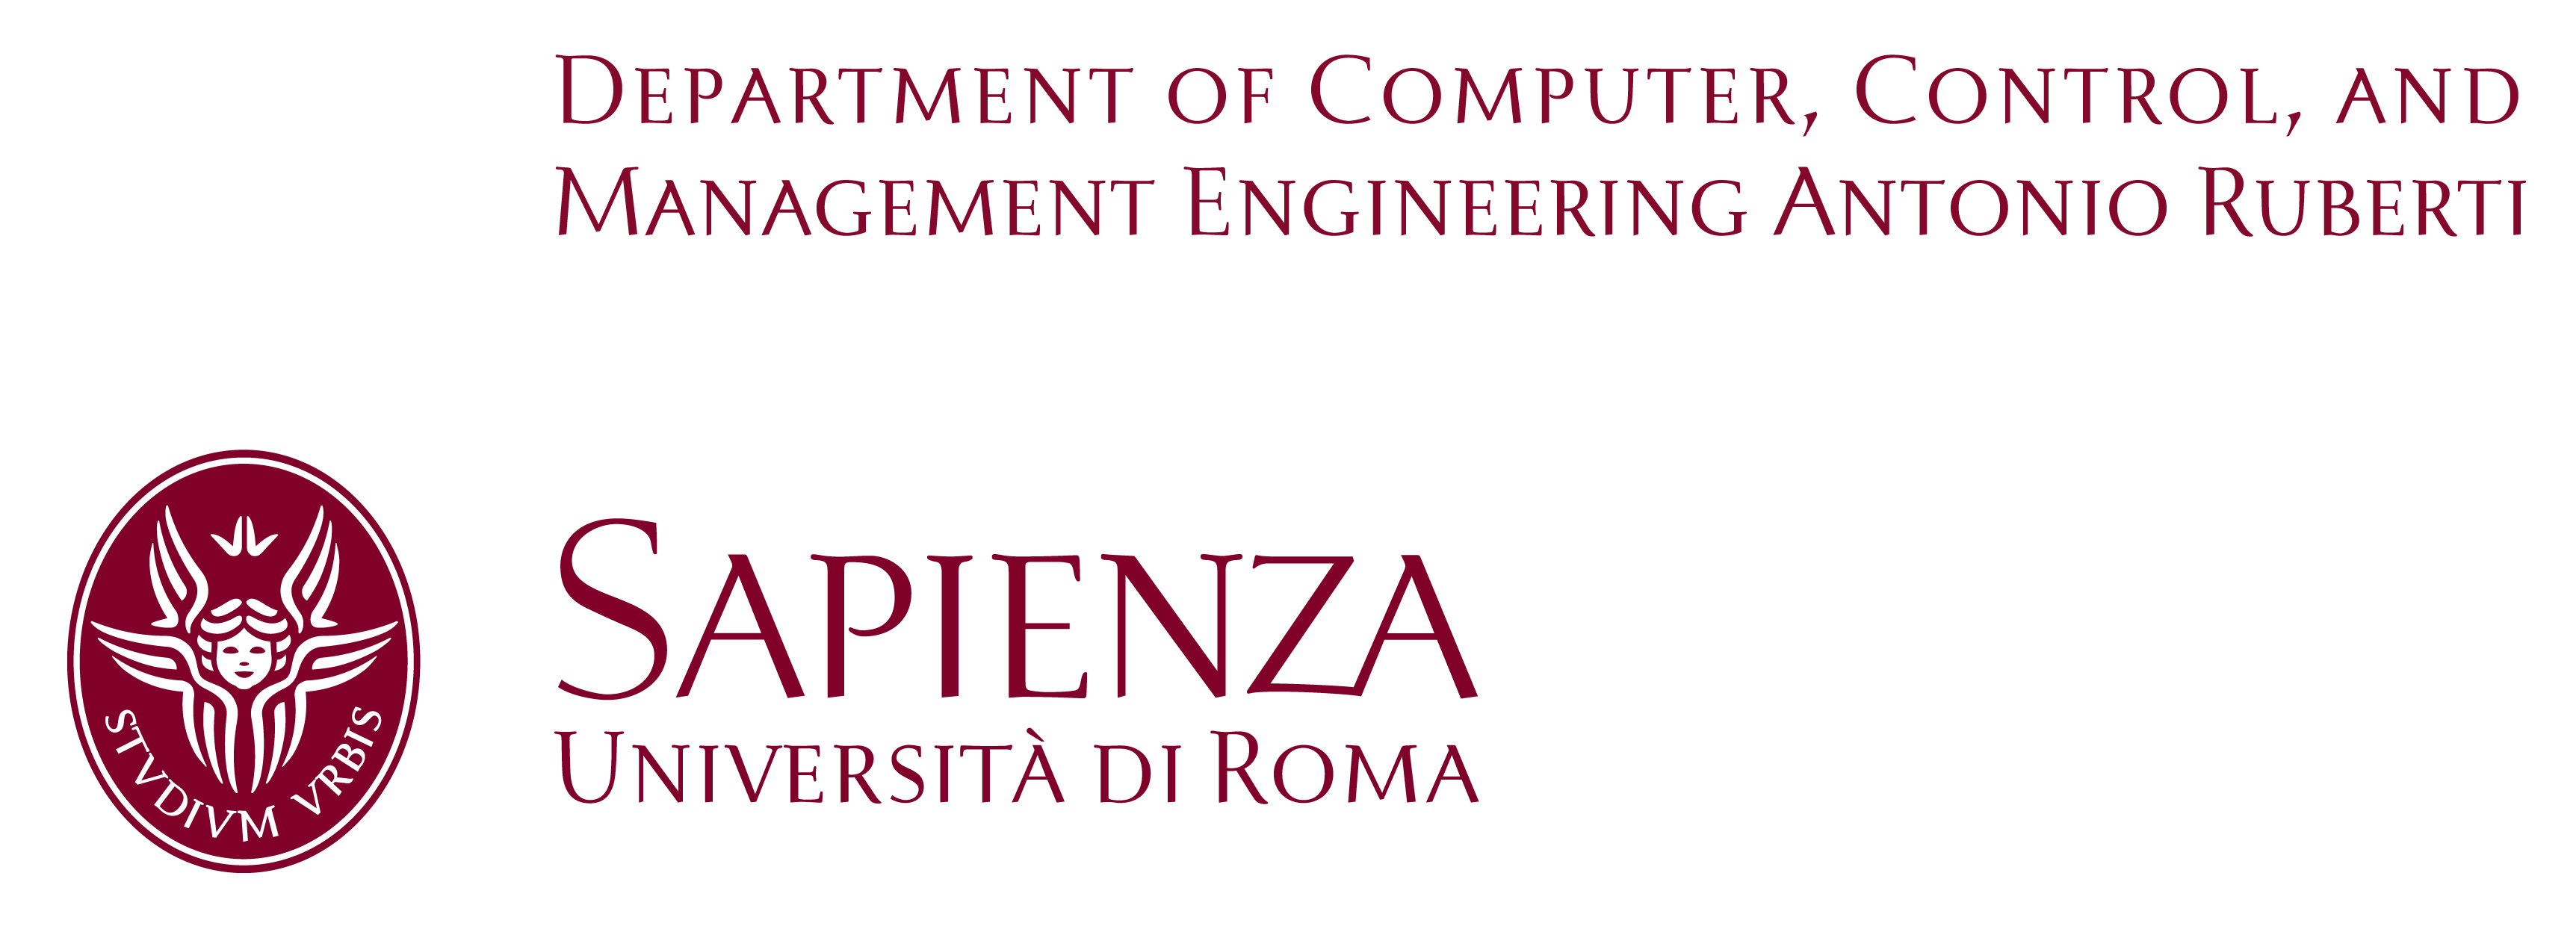 DEPARTMENT OF COMPUTER, CONTROL, AND
MANAGEMENT ENGINEERING ANTONIO RUBERTI
SAPIENZA
UNIVERSITÀ DI ROMA
STVDIVM VRBIS